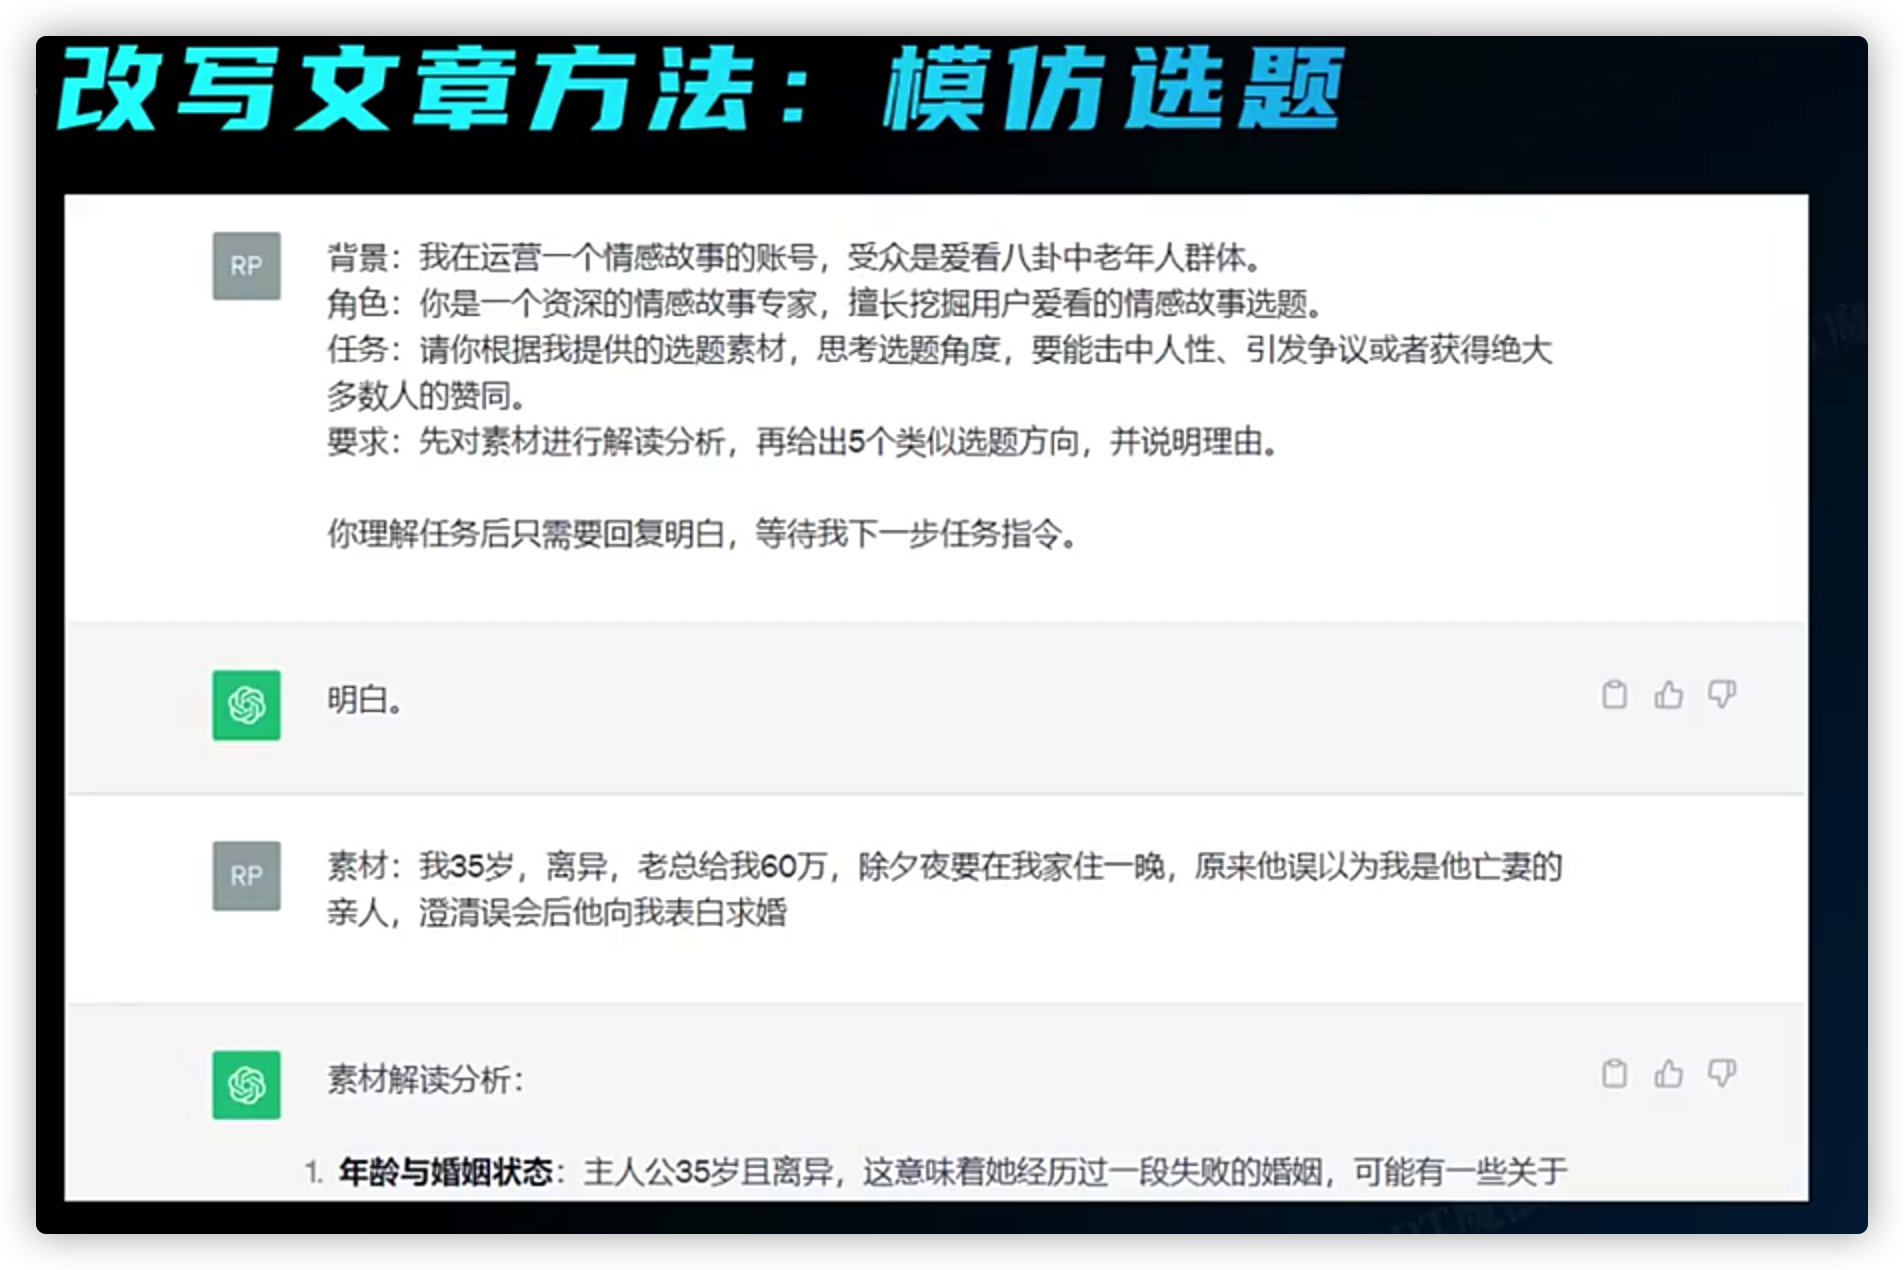 改写文章方法：模仿选题
RP
背景：我在运营一个情感故事的账号，受众是爱看八卦中老年人群体。
角色：你是一个资深的情感故事专家，擅长挖掘用户爱看的情感故事选题。
任务：请你根据我提供的选题素材，思考选题角度，要能击中人性、引发争议或者获得绝大
多数人的赞同。
要求：先对素材进行解读分析，再给出5个类似选题方向，并说明理由。
你理解任务后只需要回复明白，等待我下一步任务指令。
明白。
RP
素材：我35岁，离异，老总给我60万，除夕夜要在我家住一晚，原来他误以为我是他亡妻的
亲人，澄清误会后他向我表白求婚
素材解读分析：
1. 年龄与婚姻状态：主人公35岁且离异，这意味着她经历过一段失败的婚姻，可能有一些关于